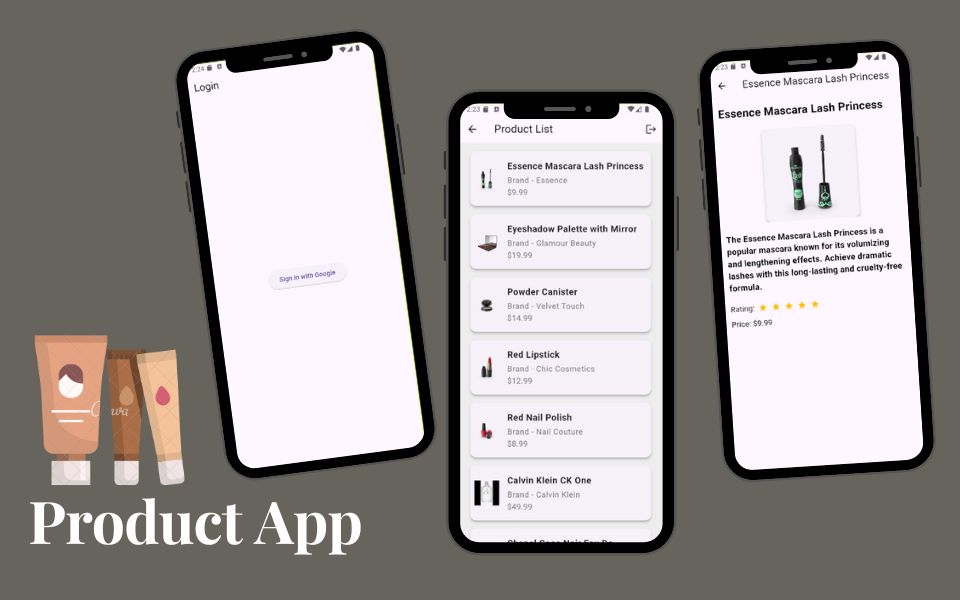 2:24
Login
Sign in with Google
2:23
Product List
Essence Mascara Lash Princess
Brand - Essence
$9.99
Eyeshadow Palette with Mirror
Brand - Glamour Beauty
$19.99
Powder Canister
Brand - Velvet Touch
$14.99
Red Lipstick
Brand - Chic Cosmetics
$12.99
Red Nail Polish
Brand - Nail Couture
$8.99
Calvin Klein CK One
Brand - Calvin Klein
$49.99
2:23
Essence Mascara Lash Princess
Essence Mascara Lash Princess
The Essence Mascara Lash Princess is a
popular mascara known for its volumizing
and lengthening effects. Achieve dramatic
lashes with this long-lasting and cruelty-free
formula.
Rating:
Price: $9.99
Canva
Product App